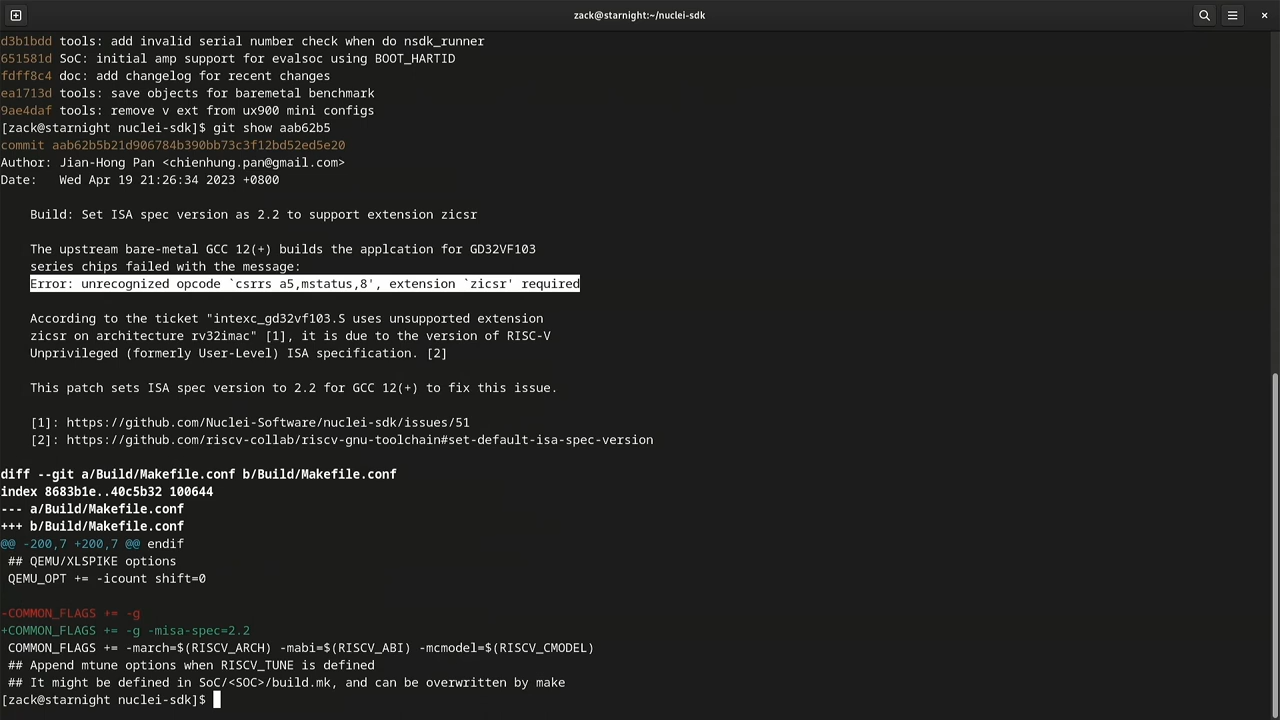 zack@starnight:~/nuclei-sdk
d3b1bdd tools: add invalid serial number check when do nsdk_runner
651581d SoC: initial amp support for evalsoc using BOOT_HARTID
fdff8c4 doc: add changelog for recent changes
ea1713d tools: save objects for baremetal benchmark
9ae4daf tools: remove v ext from ux900 mini configs
[zack@starnight nuclei-sdk]$ git show aab62b5
commit aab62b5b21d906784b390bb73c3f12bd52ed5e20
Author: Jian-Hong Pan <chienhung.pan@gmail.com>
Date:   Wed Apr 19 21:26:34 2023 +0800
    Build: Set ISA spec version as 2.2 to support extension zicsr
    The upstream bare-metal GCC 12(+) builds the applcation for GD32VF103
    series chips failed with the message:
    Error: unrecognized opcode `csrrs a5,mstatus,8', extension `zicsr' required
    According to the ticket "intexc_gd32vf103.S uses unsupported extension
    zicsr on architecture rv32imac" [1], it is due to the version of RISC-V
    Unprivileged (formerly User-Level) ISA specification. [2]
    This patch sets ISA spec version to 2.2 for GCC 12(+) to fix this issue.
    [1]: https://github.com/Nuclei-Software/nuclei-sdk/issues/51
    [2]: https://github.com/riscv-collab/riscv-gnu-toolchain#set-default-isa-spec-version
diff --git a/Build/Makefile.conf b/Build/Makefile.conf
index 8683b1e..40c5b32 100644
--- a/Build/Makefile.conf
+++ b/Build/Makefile.conf
@@ -200,7 +200,7 @@ endif
 ## QEMU/XLSPIKE options
 QEMU_OPT += -icount shift=0
-COMMON_FLAGS += -g
+COMMON_FLAGS += -g -misa-spec=2.2
 COMMON_FLAGS += -march=$(RISCV_ARCH) -mabi=$(RISCV_ABI) -mcmodel=$(RISCV_CMODEL)
 ## Append mtune options when RISCV_TUNE is defined
 ## It might be defined in SoC/<SOC>/build.mk, and can be overwritten by make
[zack@starnight nuclei-sdk]$